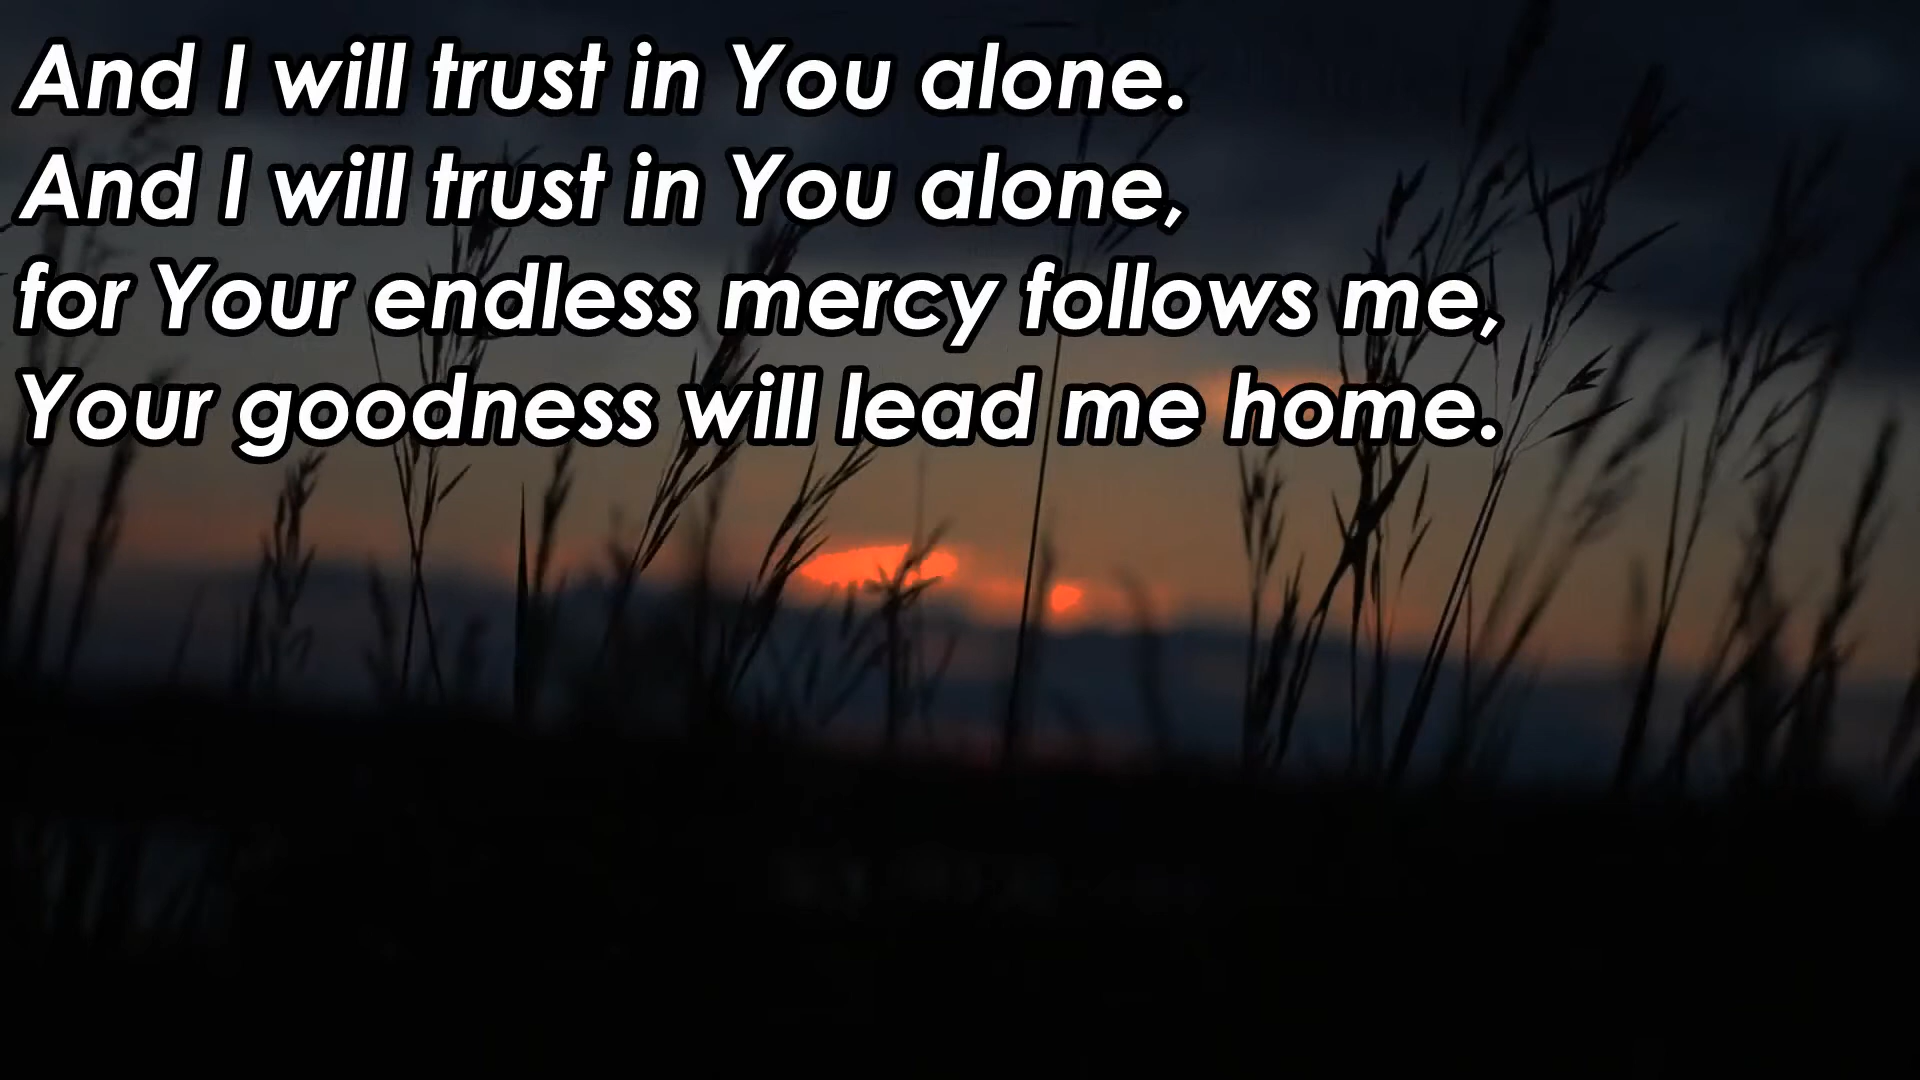 And I will trust in You alone.
And I will trust in You alone,
for Your endless mercy follows me,
Your goodness will lead me home.